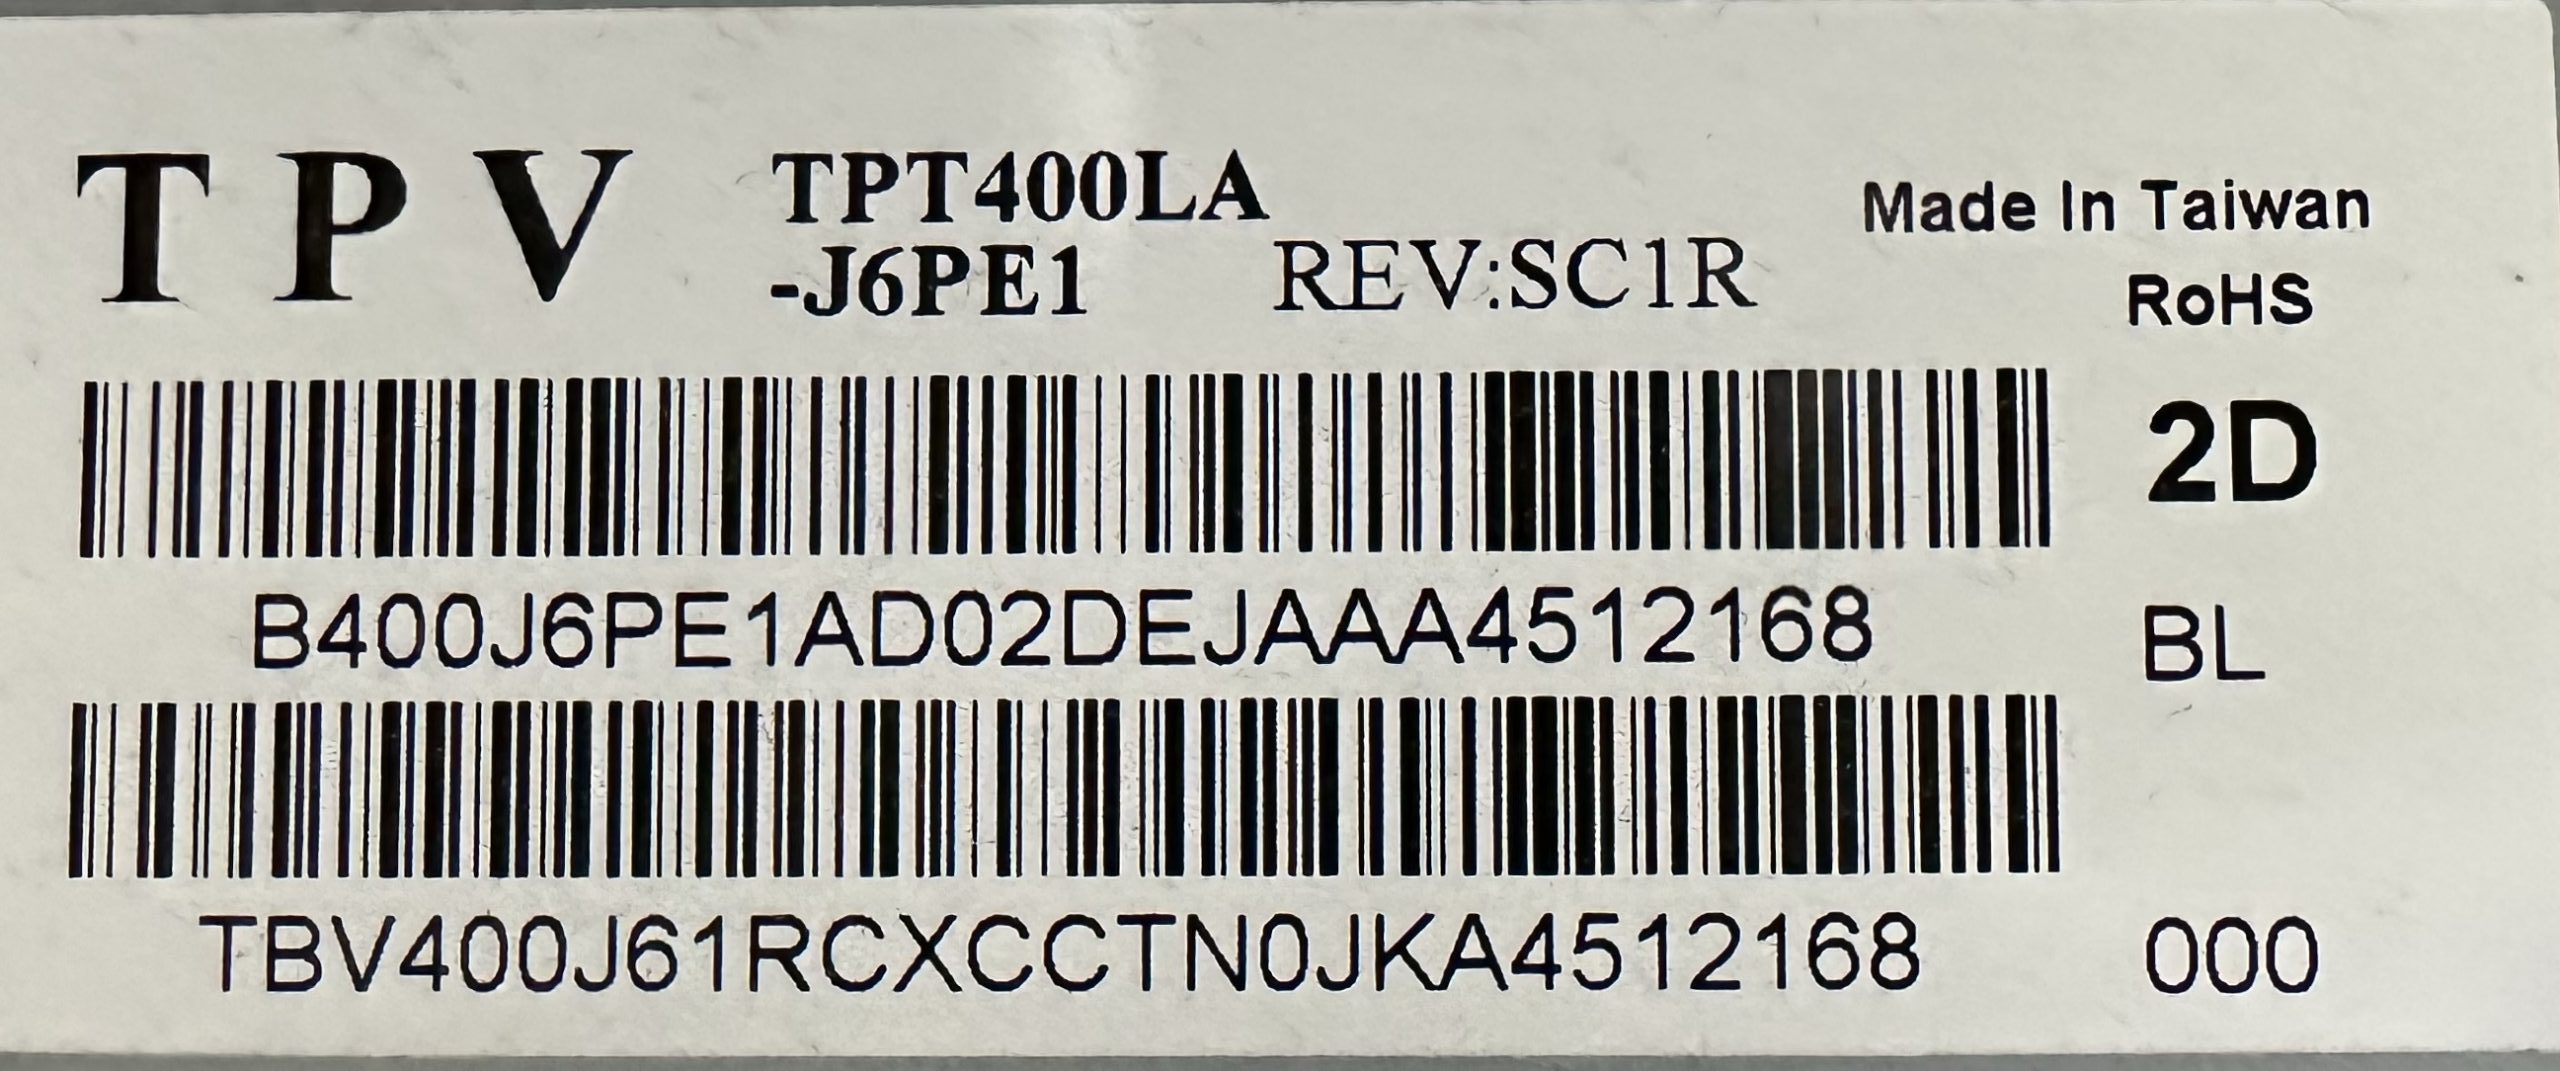 TPV TPT400LA Made In Taiwan
-J6PE1 REV:SC1R RoHS
2D
B400J6PE1AD02DEJAAA4512168 BL
TBV400J61RCXCCTN0JKA4512168 000